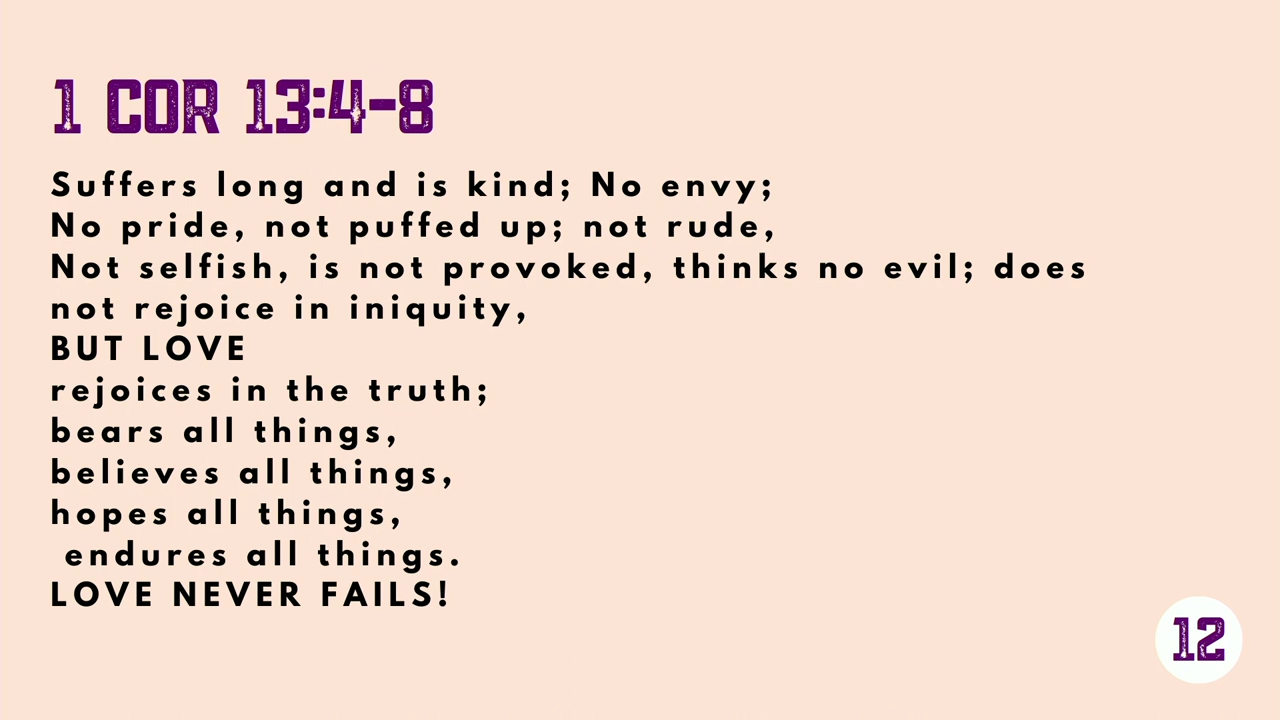 1 COR 13:4-8
Suffers long and is kind; No envy;
No pride, not puffed up; not rude,
Not selfish, is not provoked, thinks no evil; does
not rejoice in iniquity,
BUT LOVE
rejoices in the truth;
bears all things,
believes all things,
hopes all things,
endures all things.
LOVE NEVER FAILS!
12